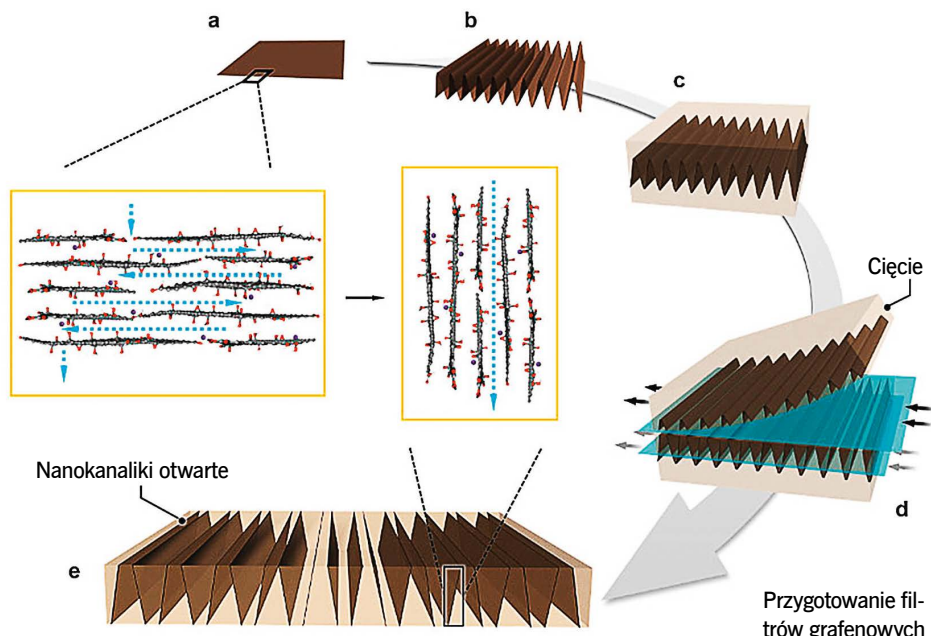 a
b
c
Cięcie
d
Nanokanaliki otwarte
e
Przygotowanie fil-
trów grafenowych